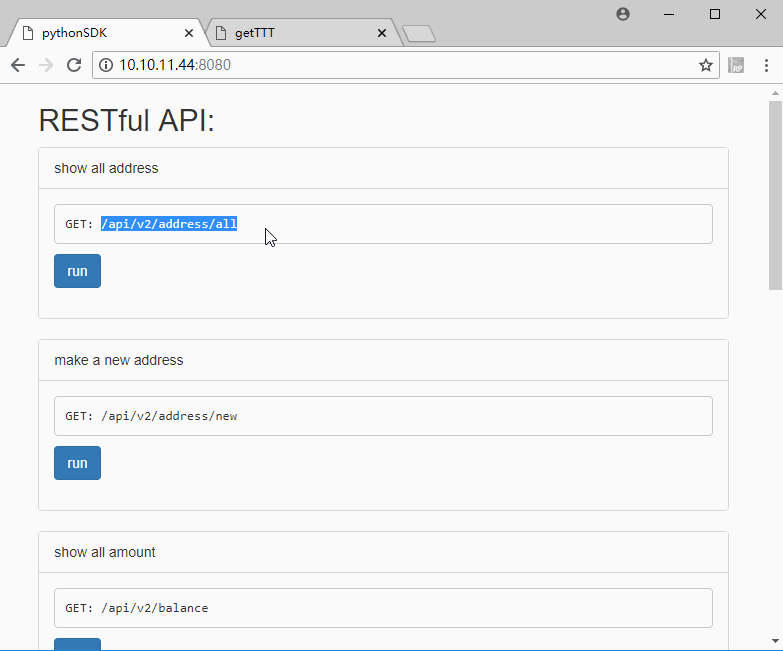 pythonSDK
getTTT
10.10.11.44:8080
RESTful API:
show all address
GET: /api/v2/address/all
run
make a new address
GET: /api/v2/address/new
run
show all amount
GET: /api/v2/balance